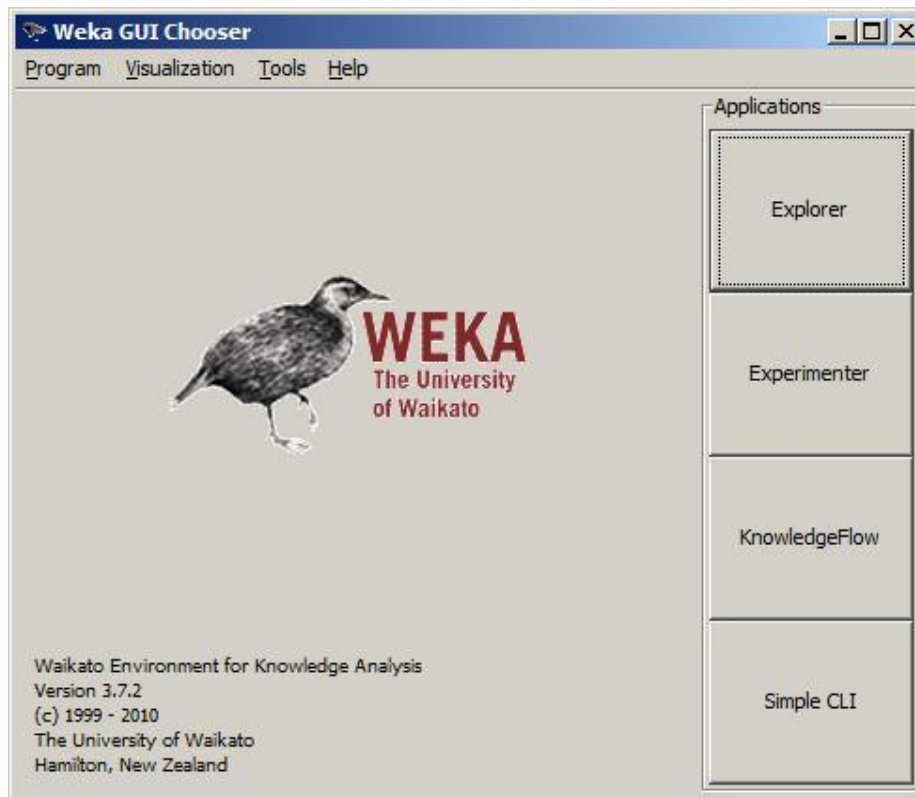 Weka GUI Chooser
Program Visualization Tools Help
Applications
Explorer
WEKA
The University
of Waikato
Experimenter
KnowledgeFlow
Simple CLI
Waikato Environment for Knowledge Analysis
Version 3.7.2
(c) 1999 - 2010
The University of Waikato
Hamilton, New Zealand